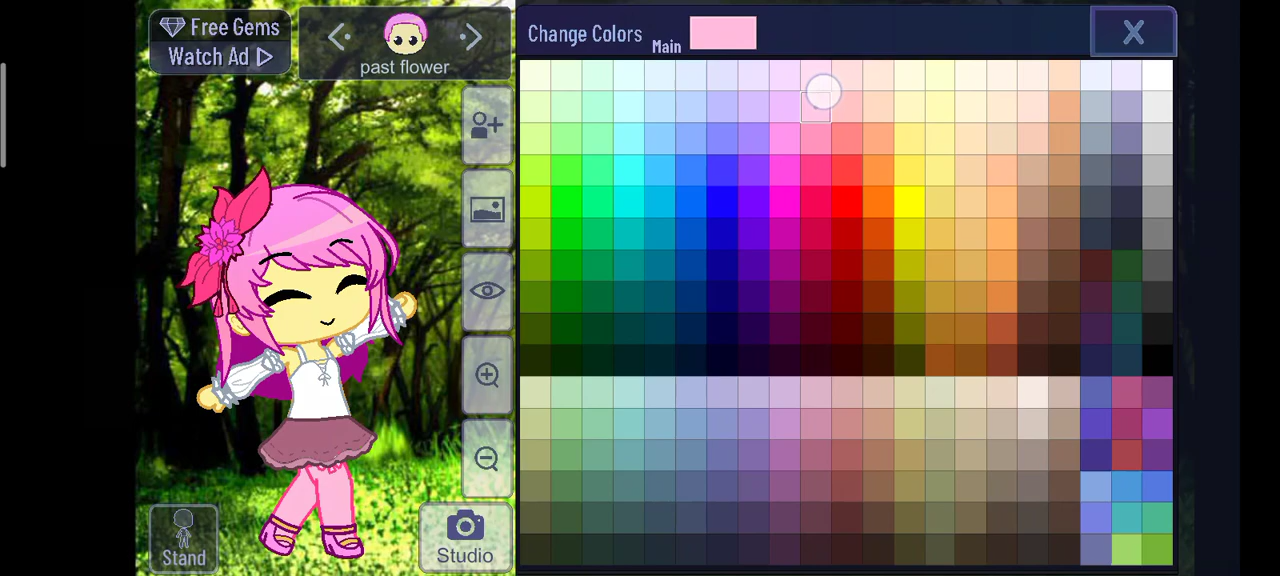 Free Gems
Watch Ad
past flower
Change Colors
Main
X
Stand
Studio